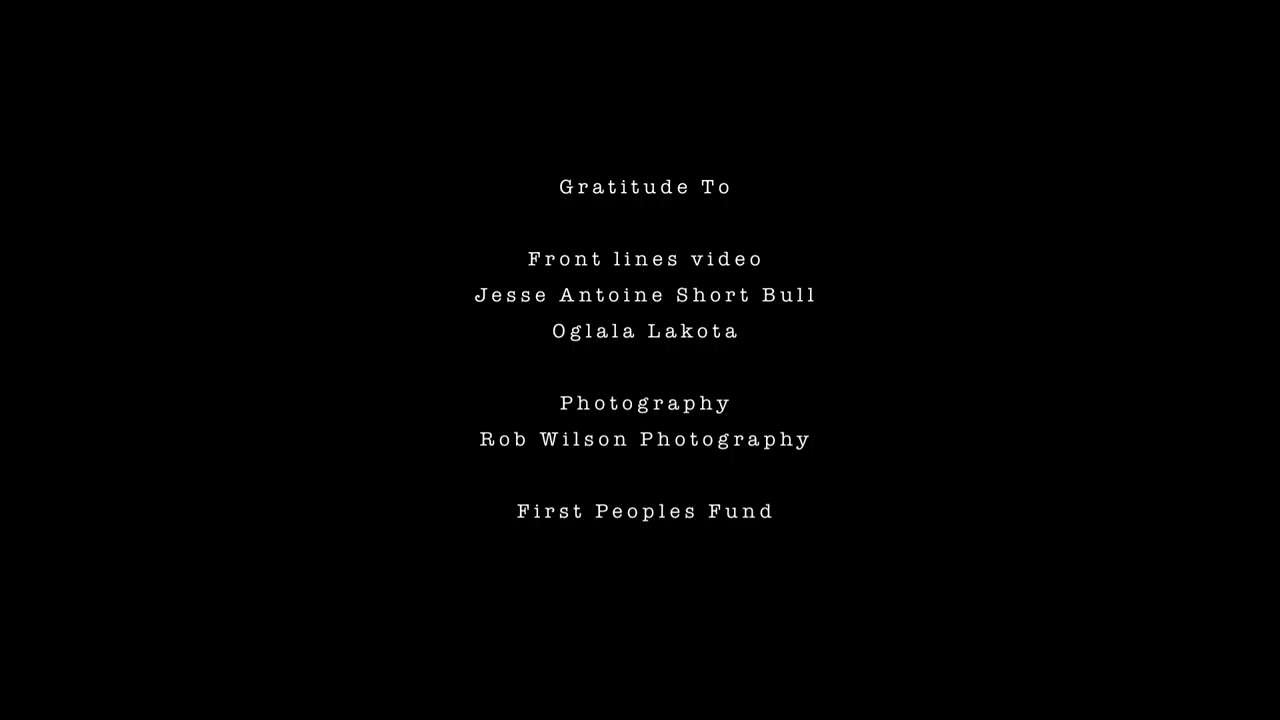 Gratitude To
Front lines video
Jesse Antoine Short Bull
Oglala Lakota
Photography
Rob Wilson Photography
First Peoples Fund